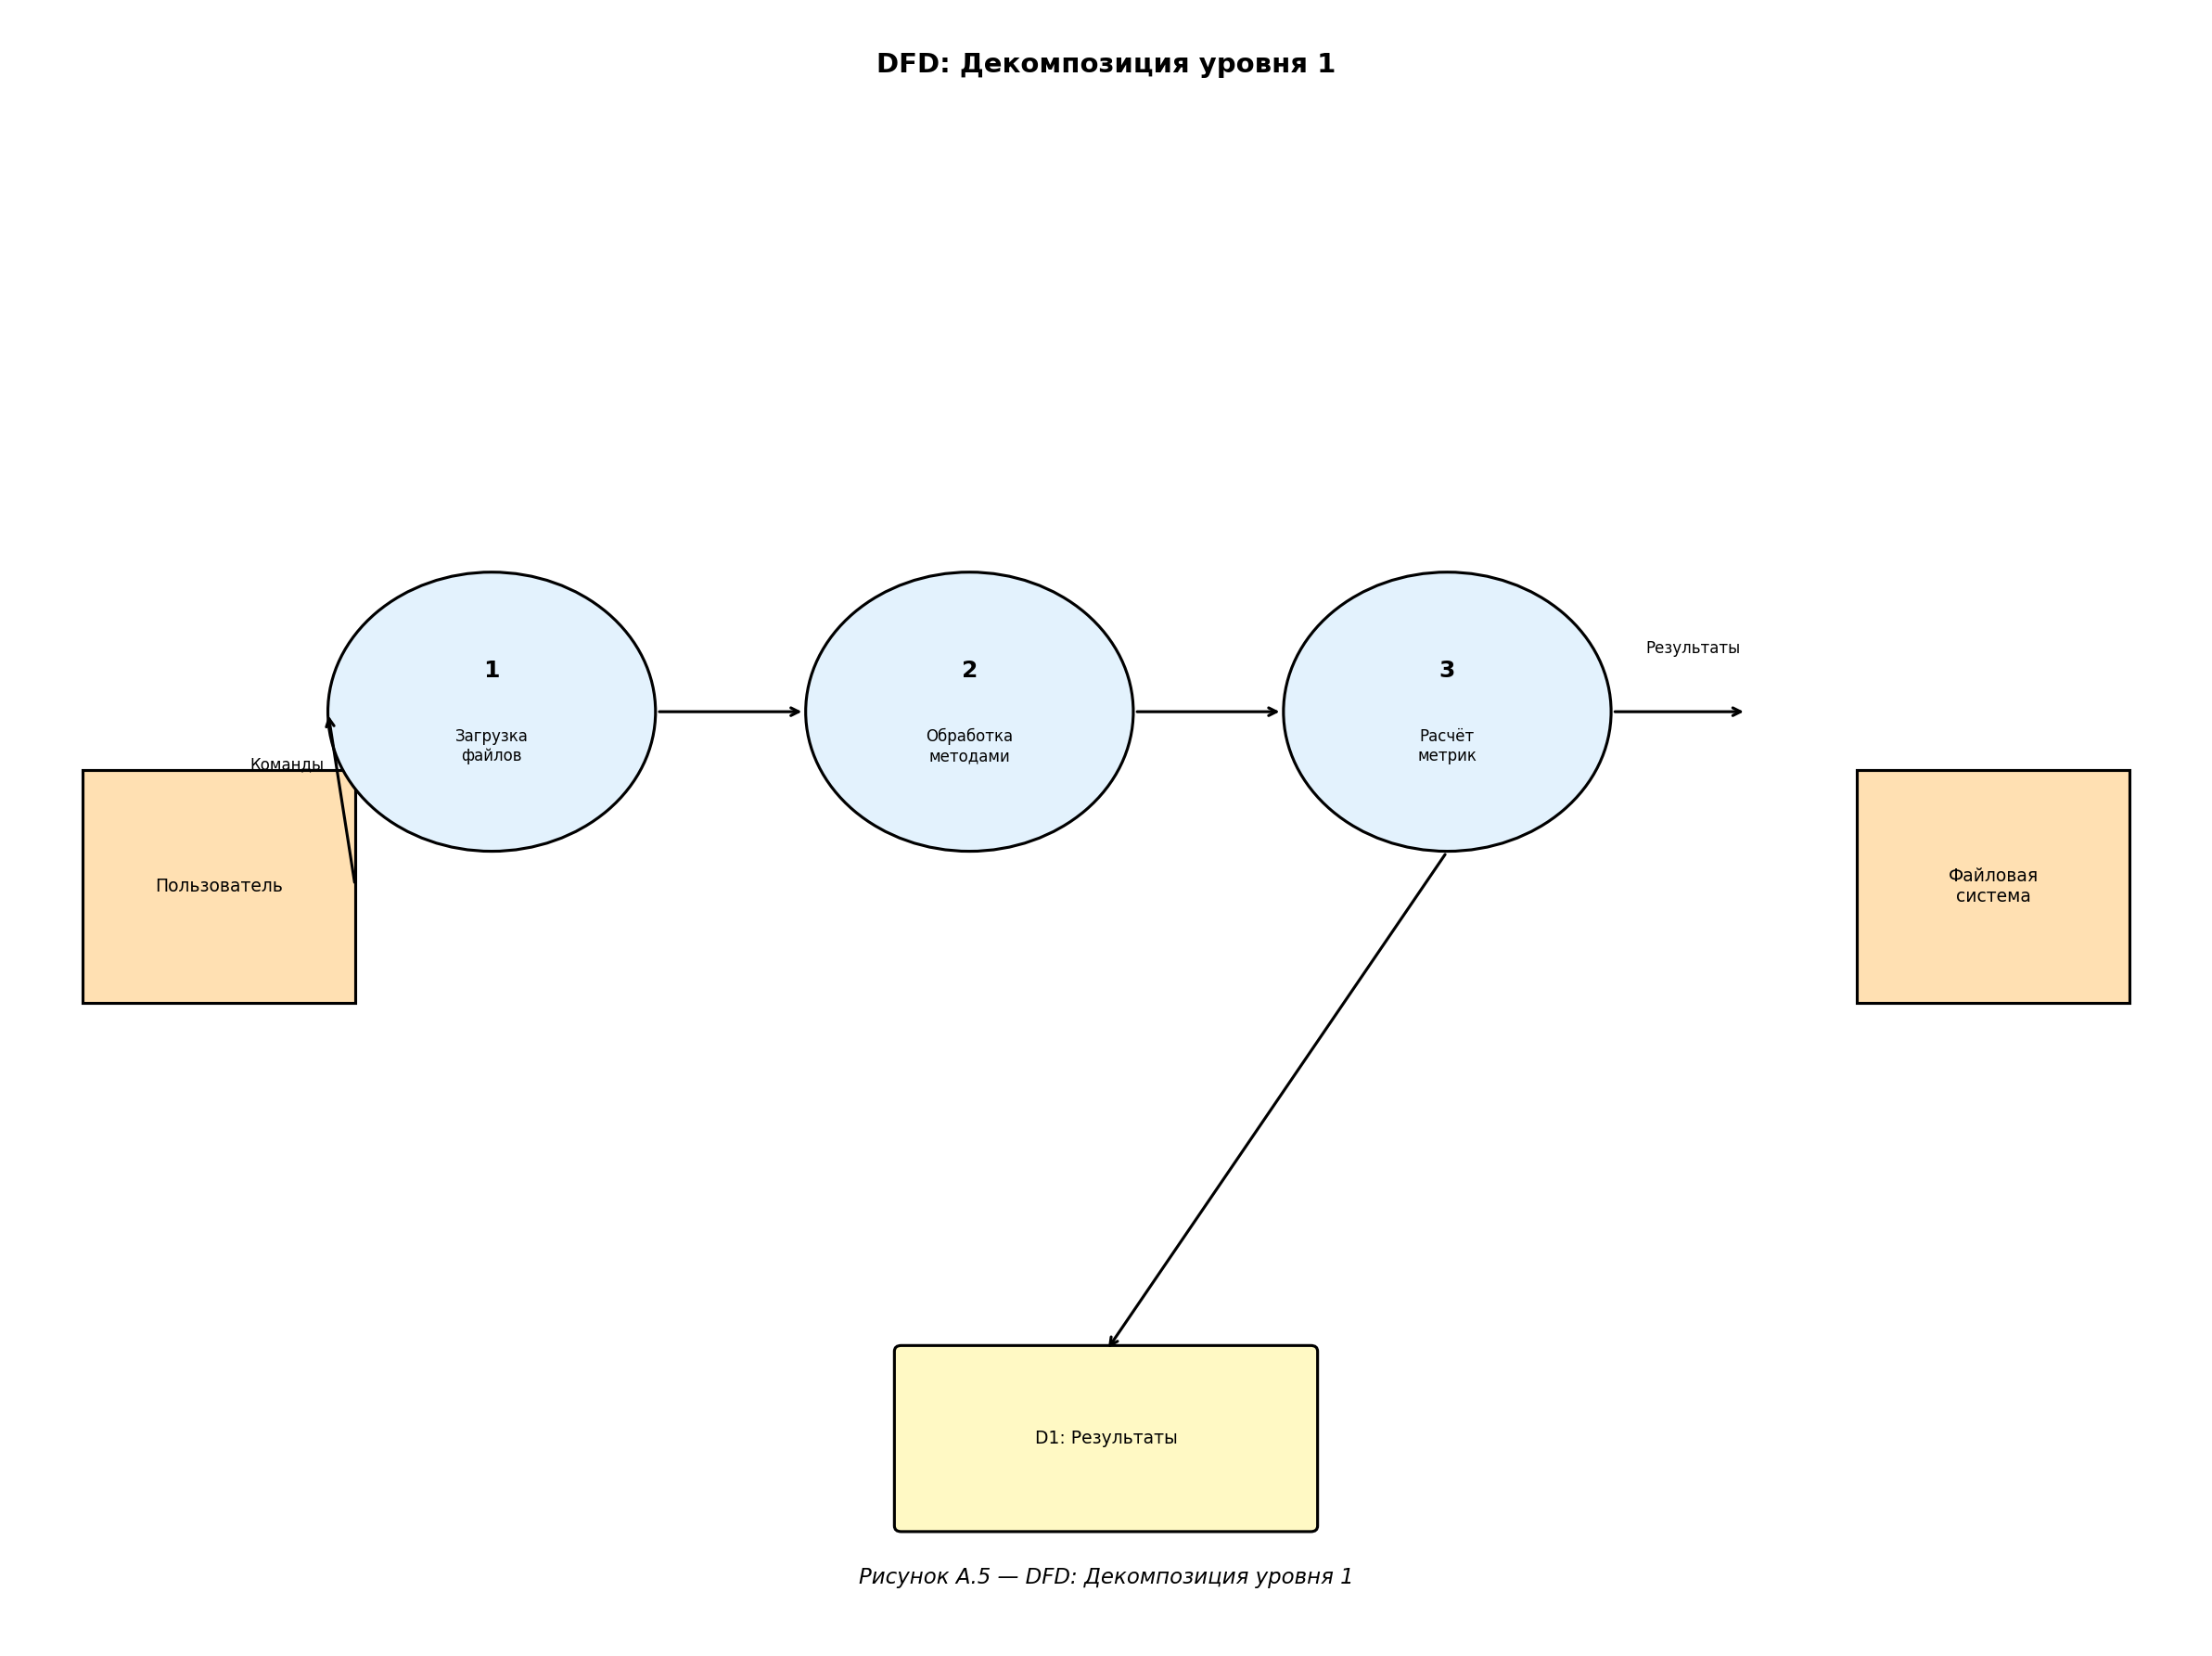 DFD: Декомпозиция уровня 1
1
Загрузка
файлов
2
Обработка
методами
3
Расчёт
метрик
Результаты
Команды
Пользователь
Файловая
система
D1: Результаты
Рисунок А.5 — DFD: Декомпозиция уровня 1